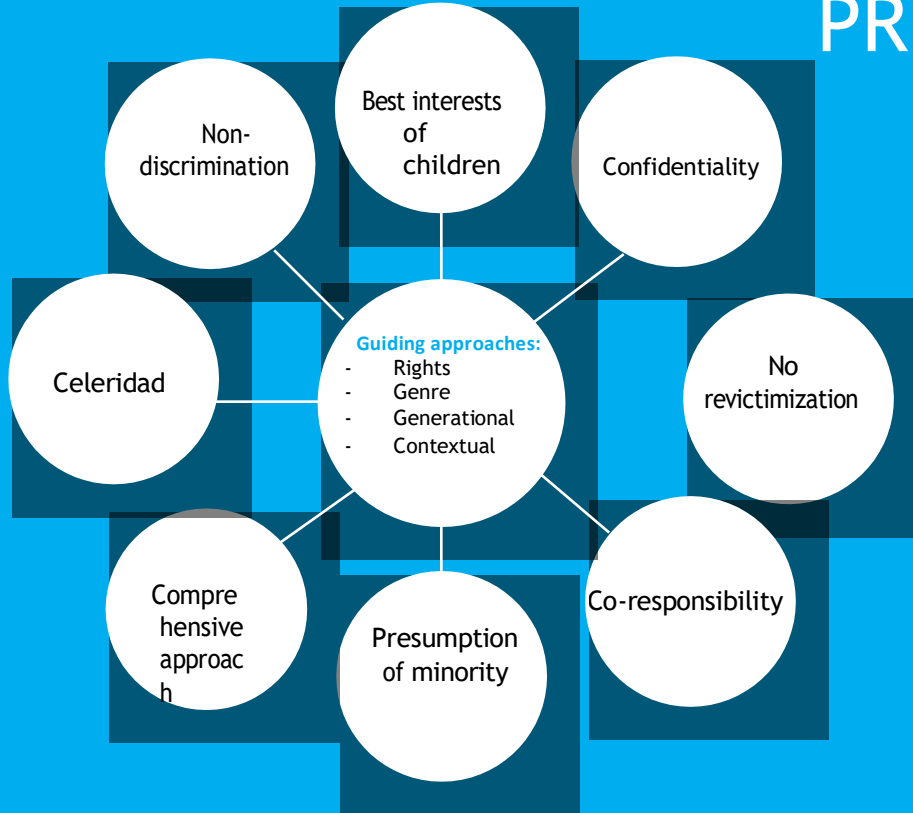 PR
Best interests
of
children
Non-
discrimination
Confidentiality
Celeridad
Guiding approaches:
- Rights
- Genre
- Generational
- Contextual
No
revictimization
Compre
hensive
approac
h
Presumption
of minority
Co-responsibility